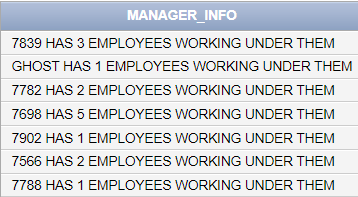 MANAGER_INFO
7839 HAS 3 EMPLOYEES WORKING UNDER THEM
GHOST HAS 1 EMPLOYEES WORKING UNDER THEM
7782 HAS 2 EMPLOYEES WORKING UNDER THEM
7698 HAS 5 EMPLOYEES WORKING UNDER THEM
7902 HAS 1 EMPLOYEES WORKING UNDER THEM
7566 HAS 2 EMPLOYEES WORKING UNDER THEM
7788 HAS 1 EMPLOYEES WORKING UNDER THEM